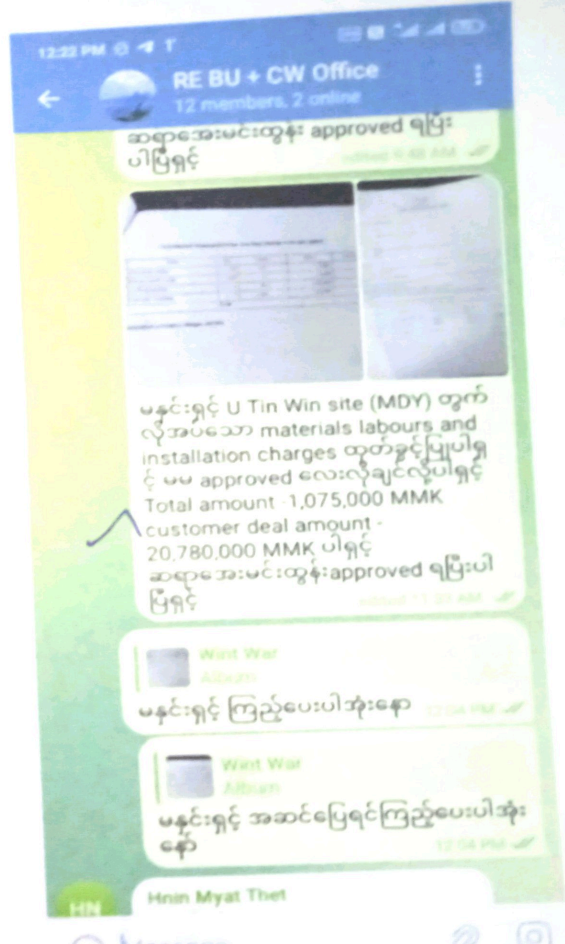 12:22 PM
RE BU + CW Office
12 members, 2 online
ဆရာအေးမင်းထွန်း approved ရပြီး
ပါပြီရှင့်
edited 9:48 AM
မနှင်းရှင့် U Tin Win site (MDY) တွက်
လိုအပ်သော materials labours and
installation charges ထုတ်ခွင့်ပြုပါရှ
င့် မမ approved လေးလိုချင်လို့ပါရှင့်
Total amount -1,075,000 MMK
customer deal amount -
20,780,000 MMK ပါရှင့်
ဆရာအေးမင်းထွန်းapproved ရပြီးပါ
ပြီရှင့်
edited AM
Wint War
Album
မနှင်းရှင့် ကြည့်ပေးပါအုံးနော
12:04 PM
Wint War
Album
မနှင်းရှင့် အဆင်ပြေရင်ကြည့်ပေးပါအုံး
နော်
12:04 PM
HN
Hnin Myat Thet
Message